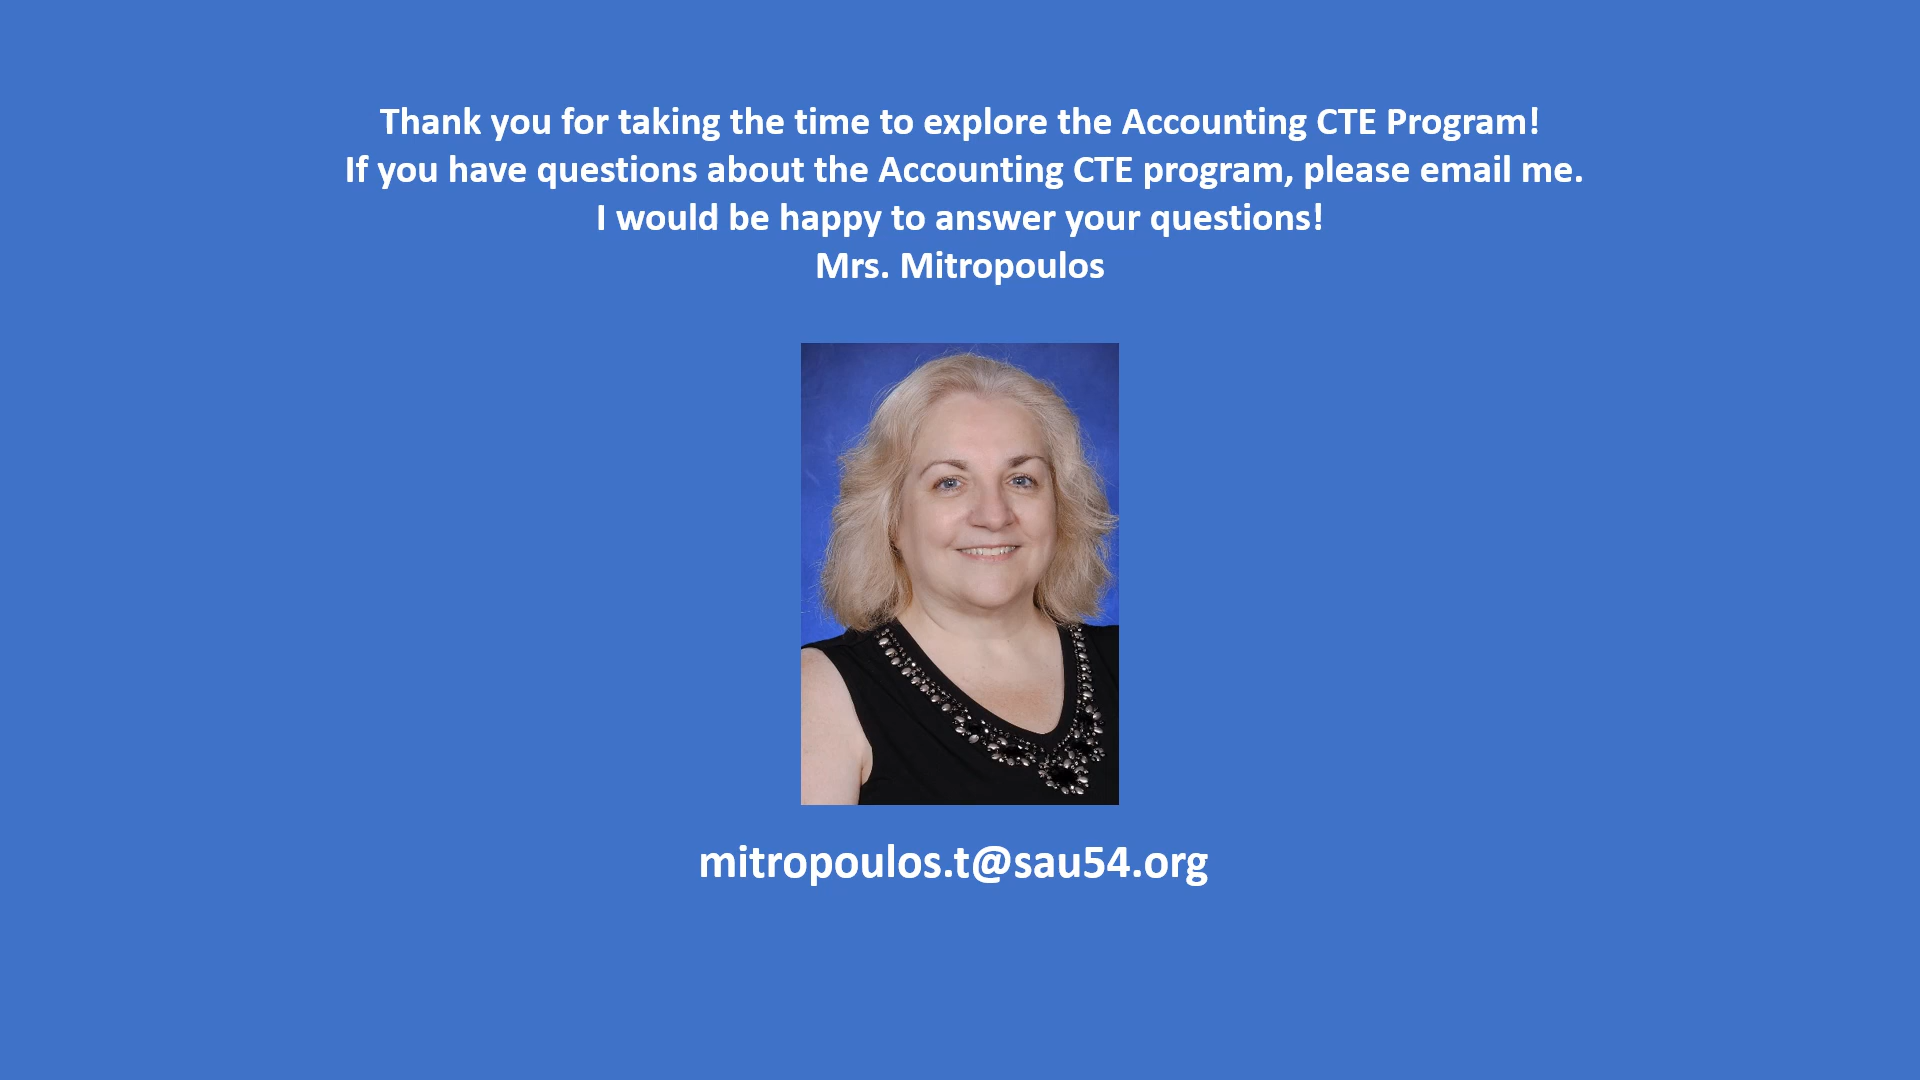 Thank you for taking the time to explore the Accounting CTE Program!
If you have questions about the Accounting CTE program, please email me.
I would be happy to answer your questions!
Mrs. Mitropoulos
mitropoulos.t@sau54.org